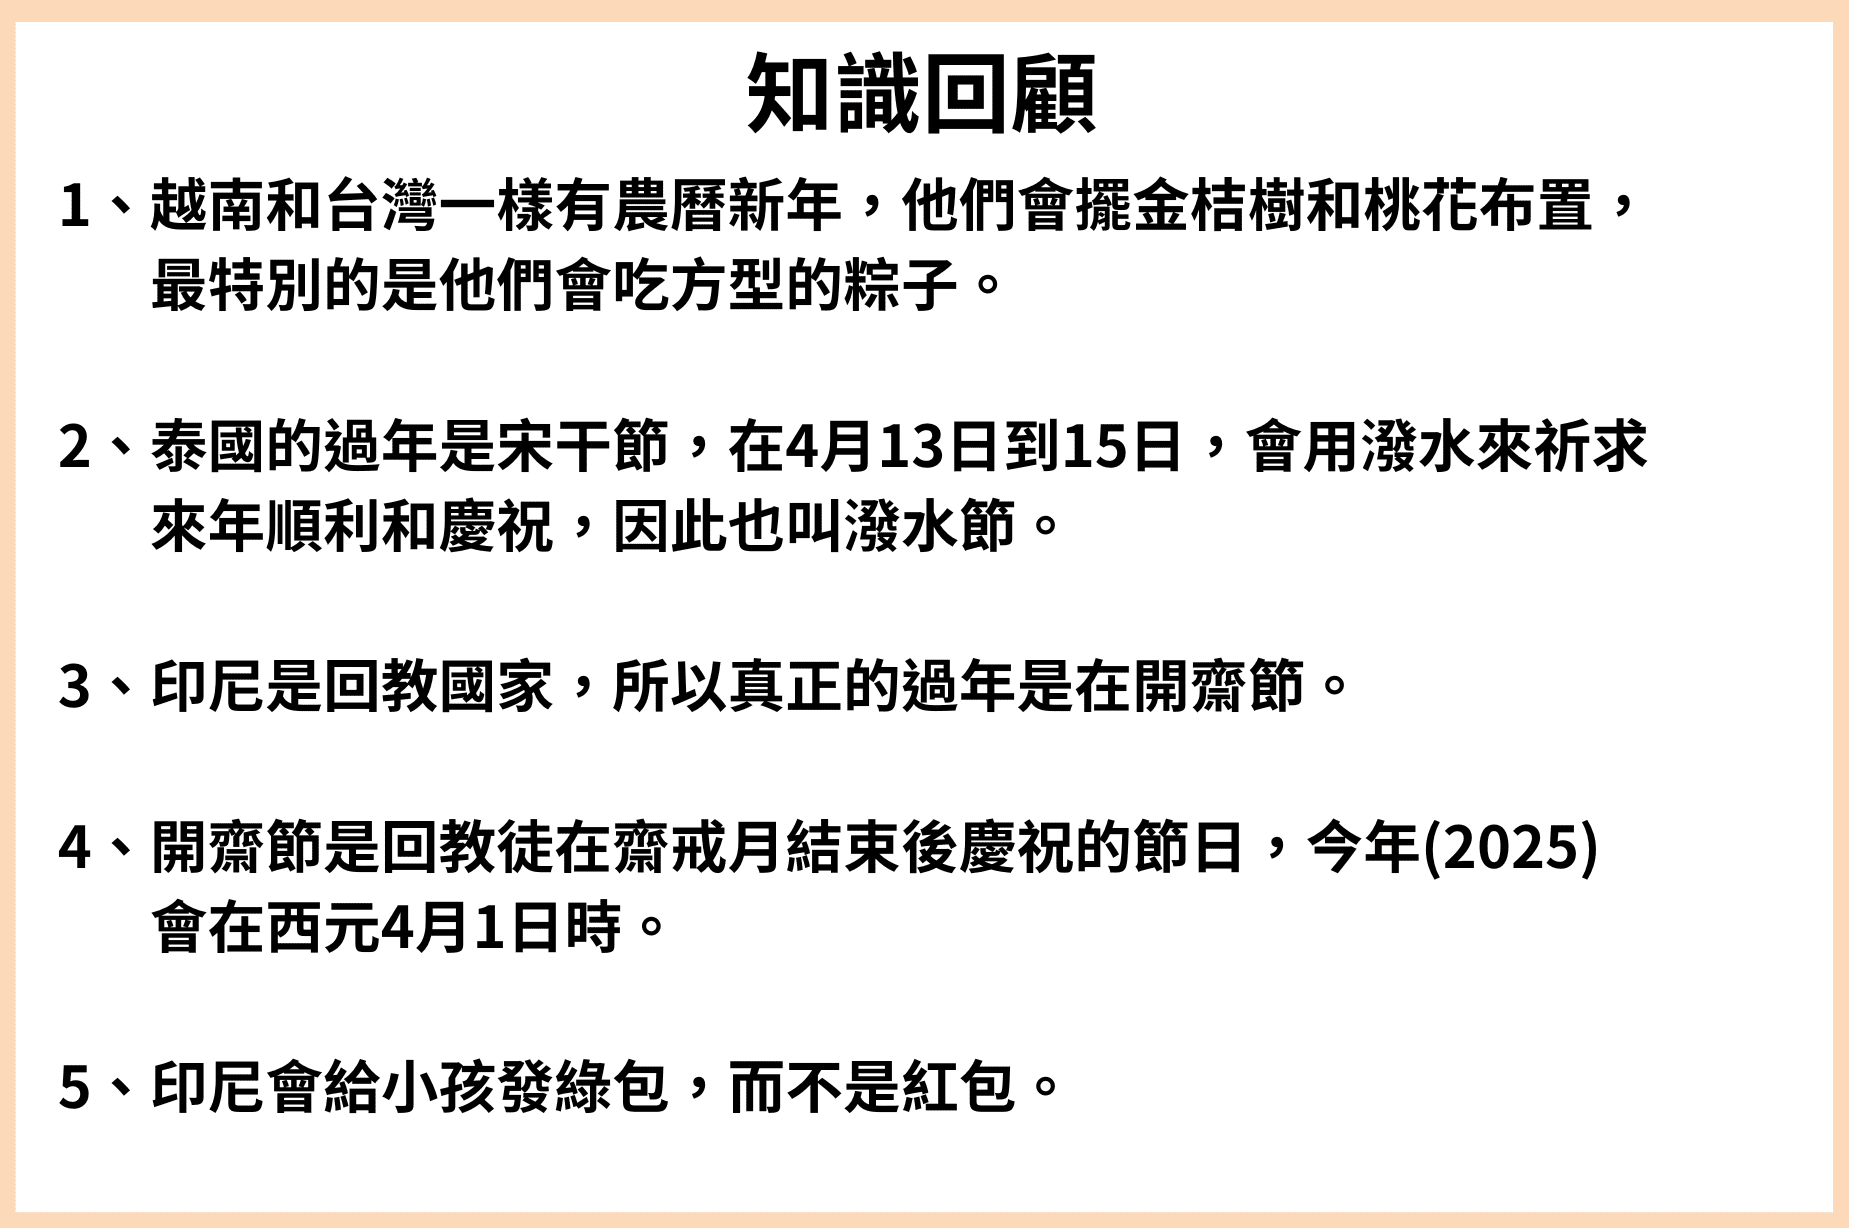 知識回顧
1、越南和台灣一樣有農曆新年，他們會擺金桔樹和桃花布置，
最特別的是他們會吃方型的粽子。
2、泰國的過年是宋干節，在4月13日到15日，會用潑水來祈求
來年順利和慶祝，因此也叫潑水節。
3、印尼是回教國家，所以真正的過年是在開齋節。
4、開齋節是回教徒在齋戒月結束後慶祝的節日，今年(2025)
會在西元4月1日時。
5、印尼會給小孩發綠包，而不是紅包。